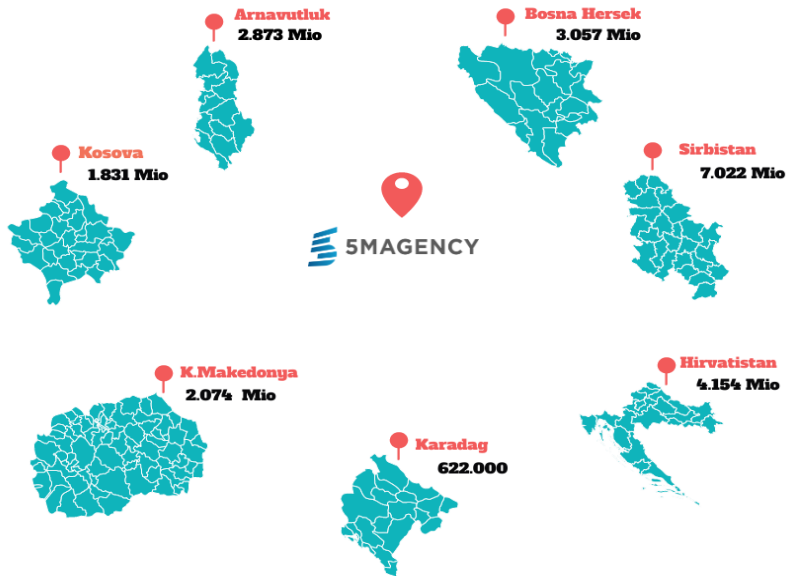 Arnavutluk
2.873 Mio
Bosna Hersek
3.057 Mio
Kosova
1.831 Mio
Sirbistan
7.022 Mio
5MAGENCY
K.Makedonya
2.074 Mio
Hirvatistan
4.154 Mio
Karadag
622.000